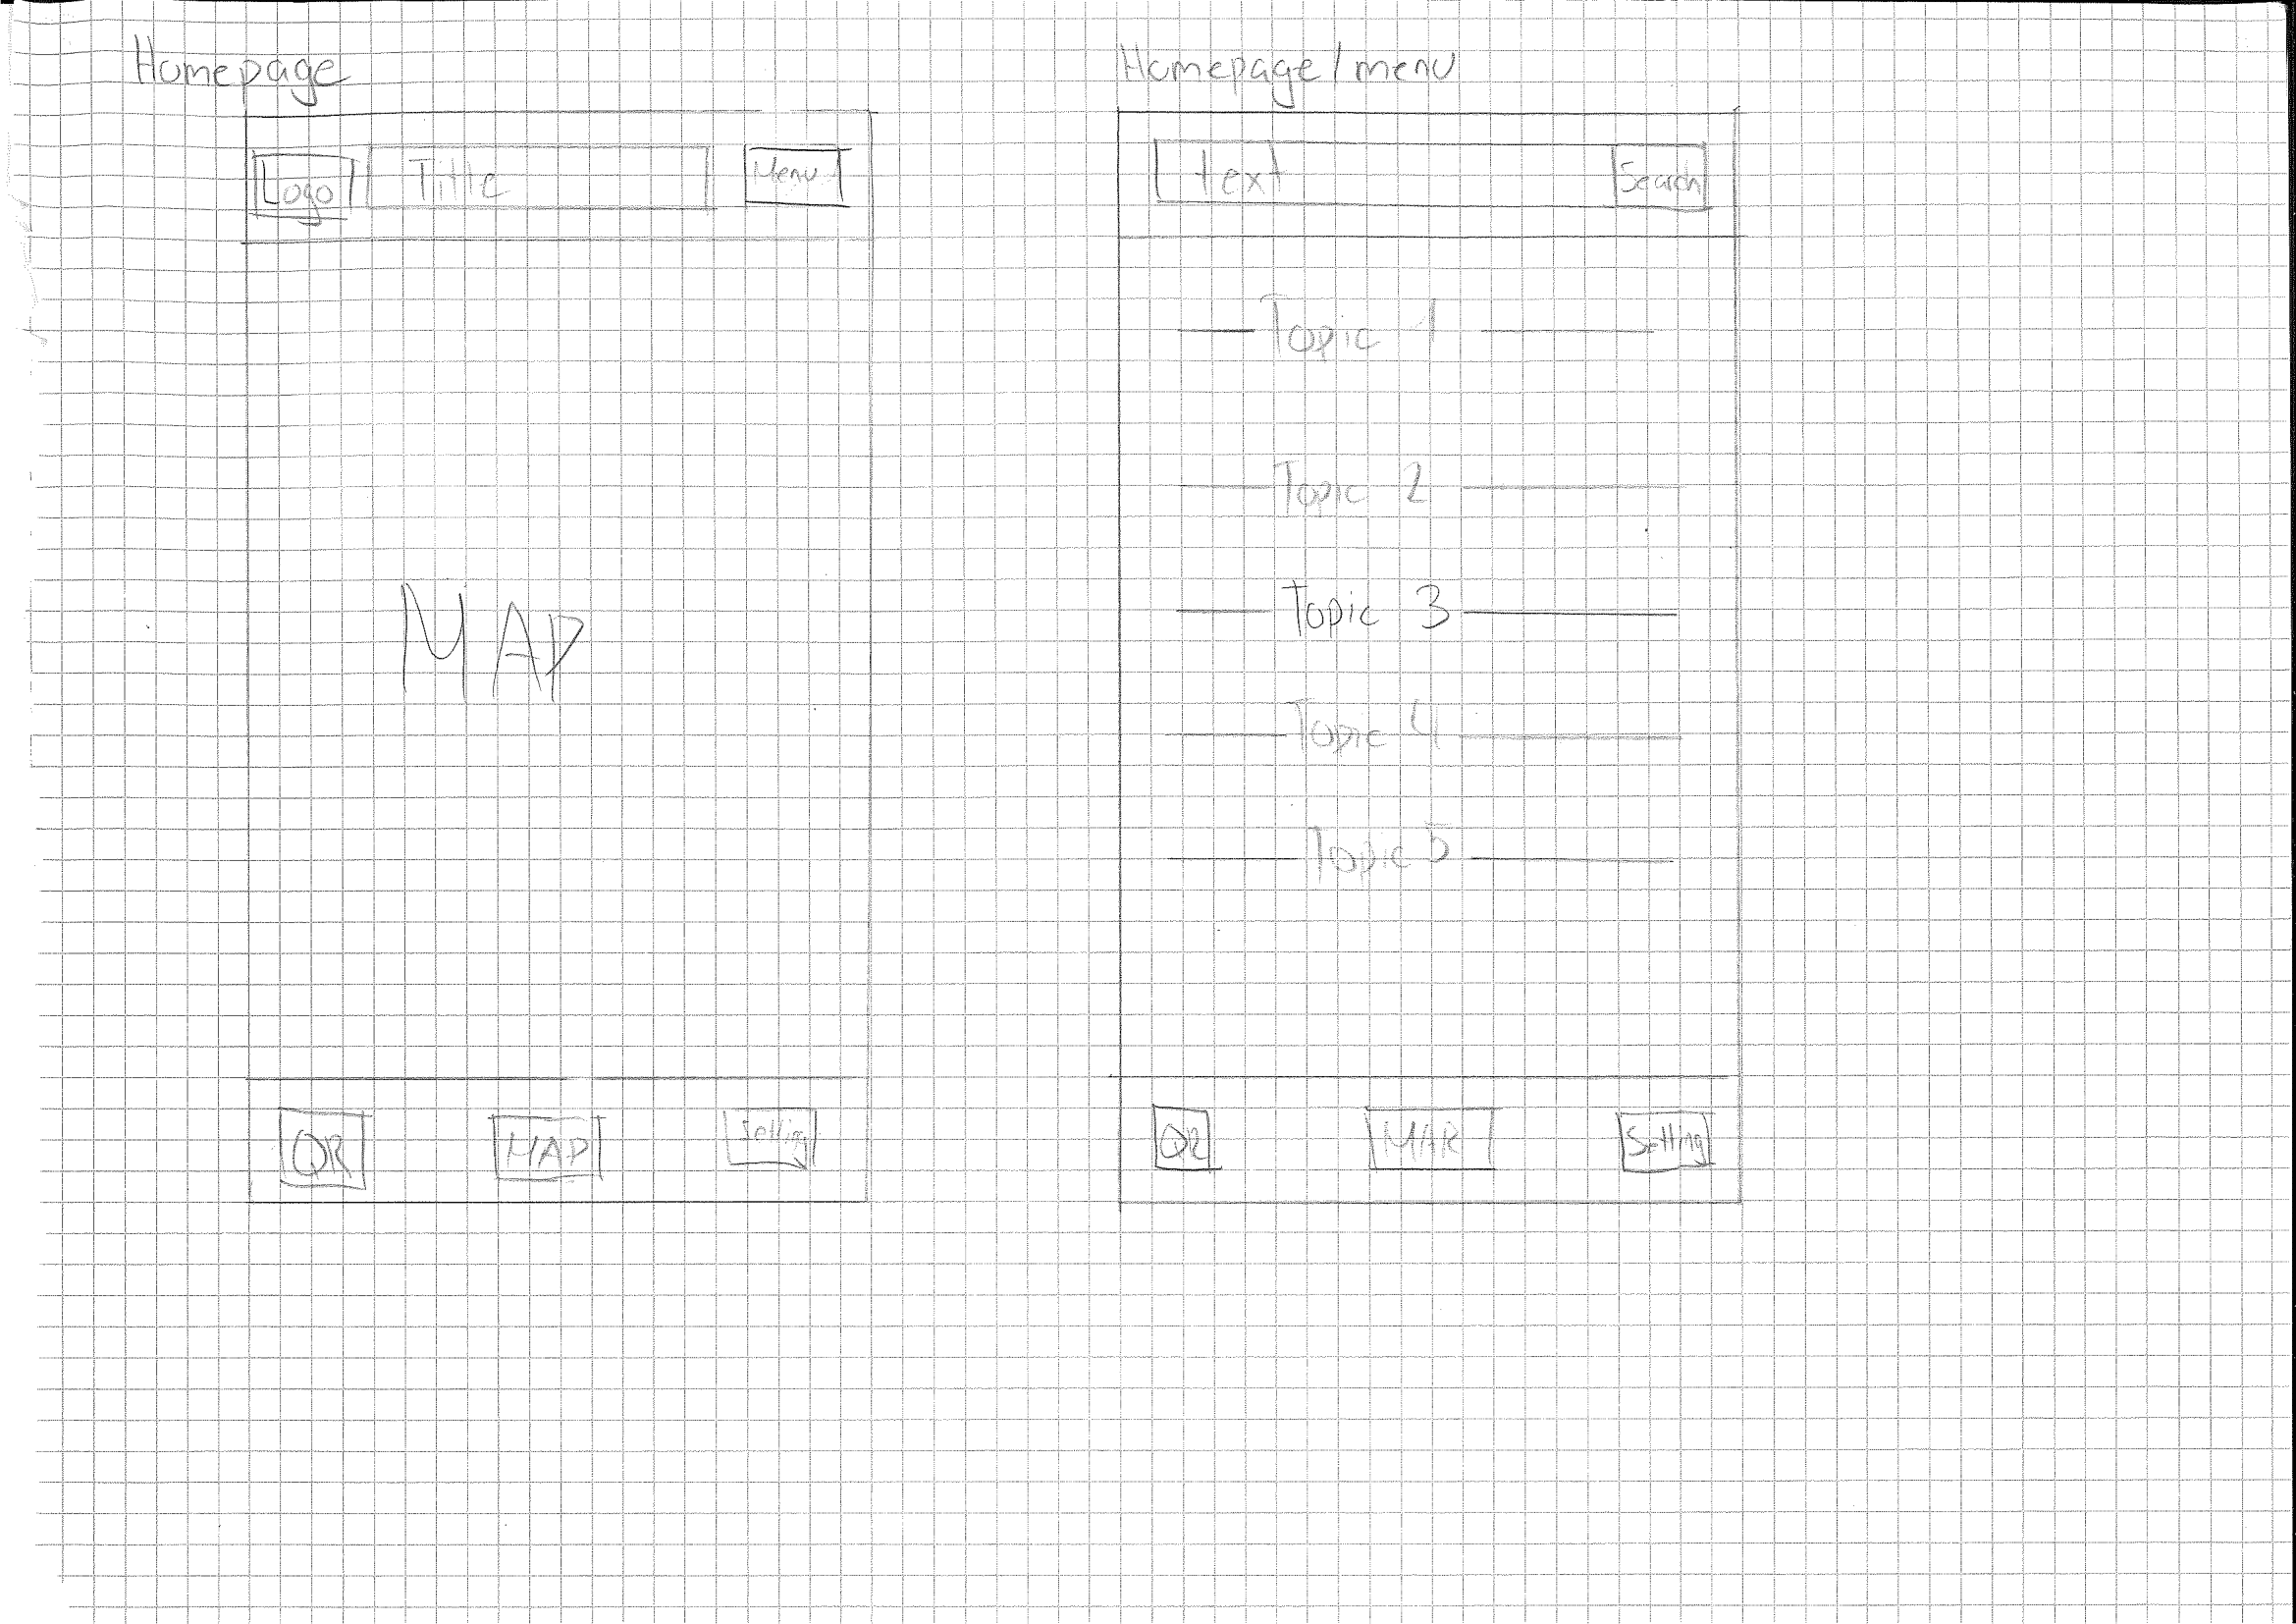 Homepage
Logo Title Menu
MAP
QR MAP Setting
Homepage/menu
text Search
Topic 1
Topic 2
Topic 3
Topic 4
Topic 5
QR MAP Setting